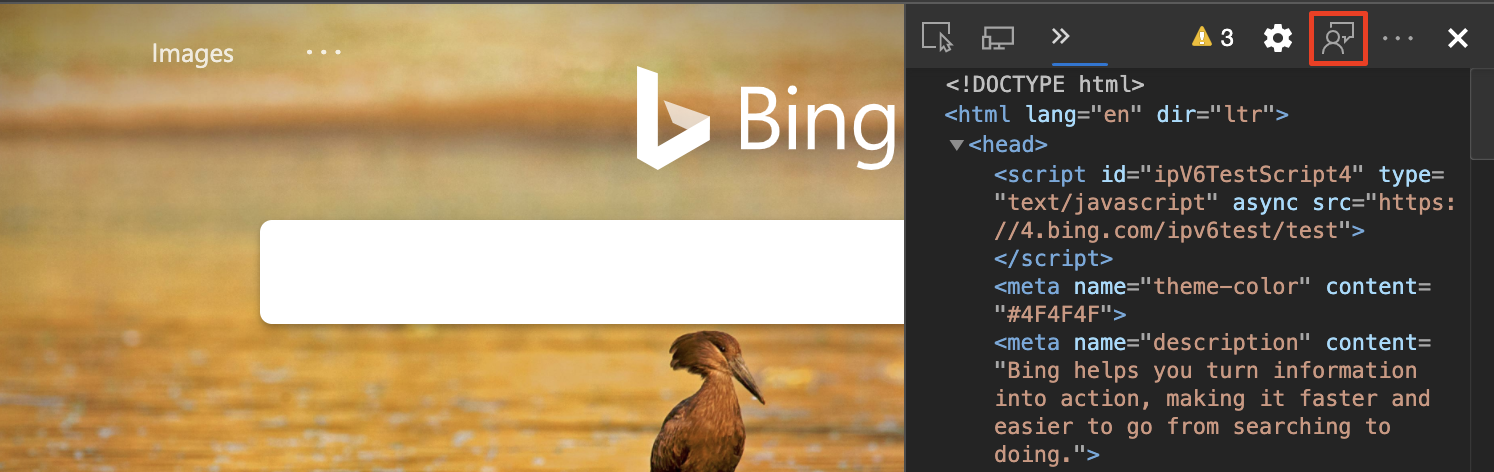 Images
Bing
3
<!DOCTYPE html>
<html lang="en" dir="ltr">
<head>
<script id="ipV6TestScript4" type=
"text/javascript" async src="https:
//4.bing.com/ipv6test/test">
</script>
<meta name="theme-color" content=
"#4F4F4F">
<meta name="description" content=
"Bing helps you turn information
into action, making it faster and
easier to go from searching to
doing.">